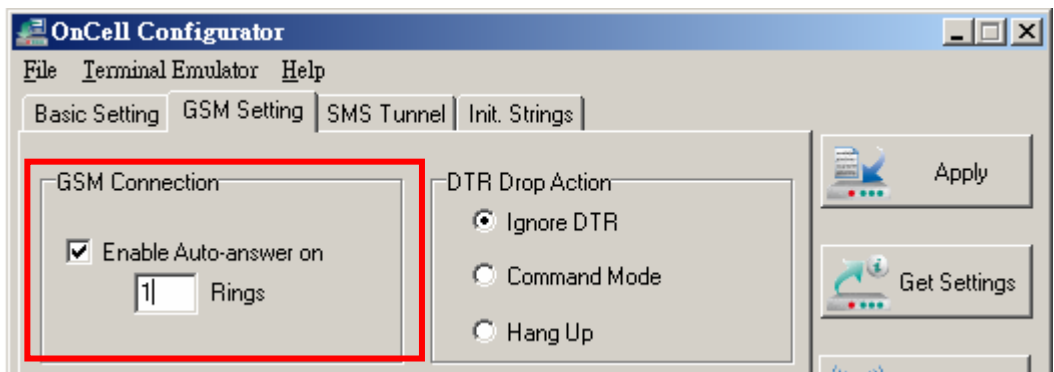 OnCell Configurator
File Terminal Emulator Help
Basic Setting GSM Setting SMS Tunnel Init. Strings
GSM Connection
Enable Auto-answer on
1 Rings
DTR Drop Action
Ignore DTR
Command Mode
Hang Up
Apply
Get Settings